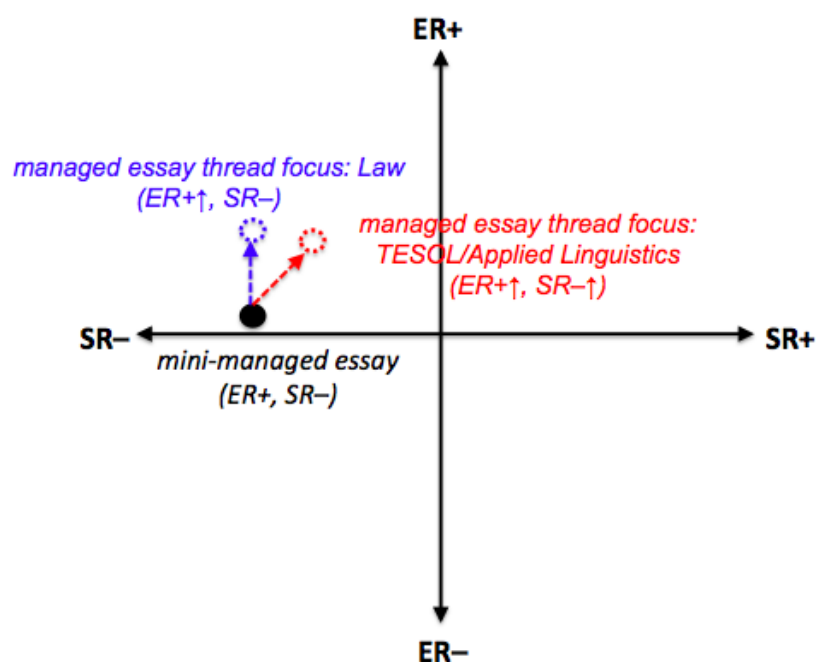 ER+
managed essay thread focus: Law
(ER+↑, SR–)
managed essay thread focus:
TESOL/Applied Linguistics
(ER+↑, SR–↑)
SR–
SR+
mini-managed essay
(ER+, SR–)
ER–